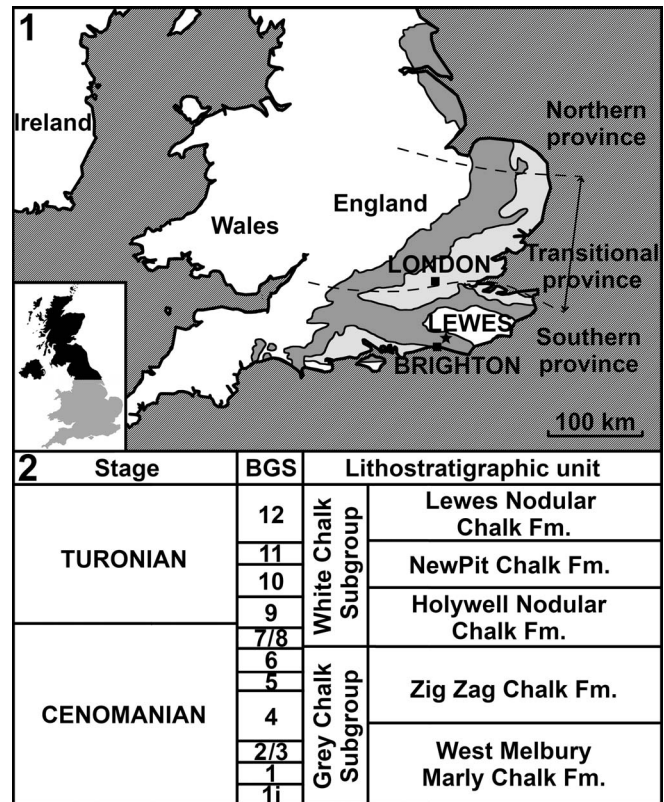 1
Ireland
Wales
England
Northern
province
LONDON
Transitional
province
LEWES
BRIGHTON
Southern
province
100 km
2
Stage
BGS
Lithostratigraphic unit
TURONIAN
CENOMANIAN
12
11
10
9
7/8
6
5
4
2/3
1
1i
White Chalk
Subgroup
Grey Chalk
Subgroup
Lewes Nodular
Chalk Fm.
NewPit Chalk Fm.
Holywell Nodular
Chalk Fm.
Zig Zag Chalk Fm.
West Melbury
Marly Chalk Fm.